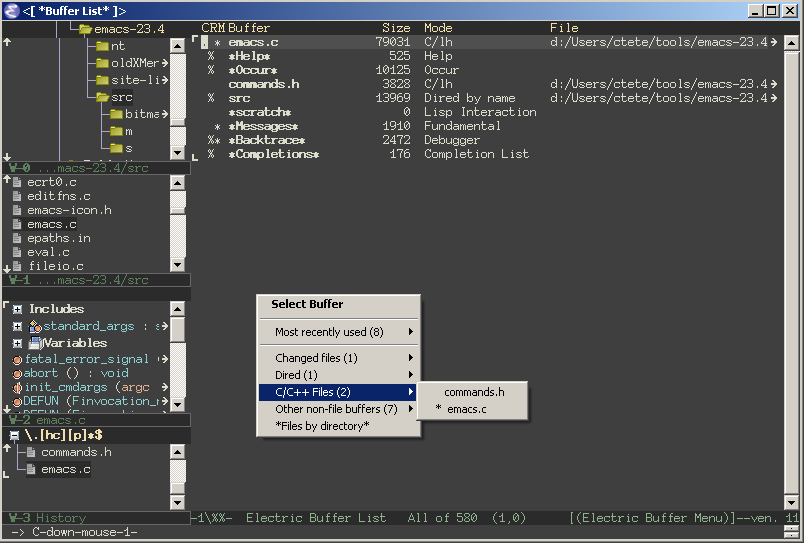 <[ *Buffer List* ]>
emacs-23.4
nt
oldXMer
site-li
src
bitma
m
s
W-0 ...macs-23.4/src
ecrt0.c
editfns.c
emacs-icon.h
emacs.c
epaths.in
eval.c
fileio.c
W-1 ...macs-23.4/src
Includes
standard_args : s
Variables
fatal_error_signal
abort () : void
init_cmdargs (argc
DEFUN (Finvocation_n
W-2 emacs.c
\.[hc][p]*$
commands.h
emacs.c
W-3 History
CRM Buffer Size Mode File
. * emacs.c 79031 C/lh d:/Users/ctete/tools/emacs-23.4
% *Help* 525 Help
% *Occur* 10125 Occur
commands.h 3828 C/lh d:/Users/ctete/tools/emacs-23.4
% src 13969 Dired by name d:/Users/ctete/tools/emacs-23.4
*scratch* 0 Lisp Interaction
* *Messages* 1910 Fundamental
%* *Backtrace* 2472 Debugger
% *Completions* 176 Completion List
Select Buffer
Most recently used (8)
Changed files (1)
Dired (1)
C/C++ Files (2)
Other non-file buffers (7)
*Files by directory*
commands.h
* emacs.c
-1\%%- Electric Buffer List All of 580 (1,0) [(Electric Buffer Menu)]--ven. 11
-> C-down-mouse-1-